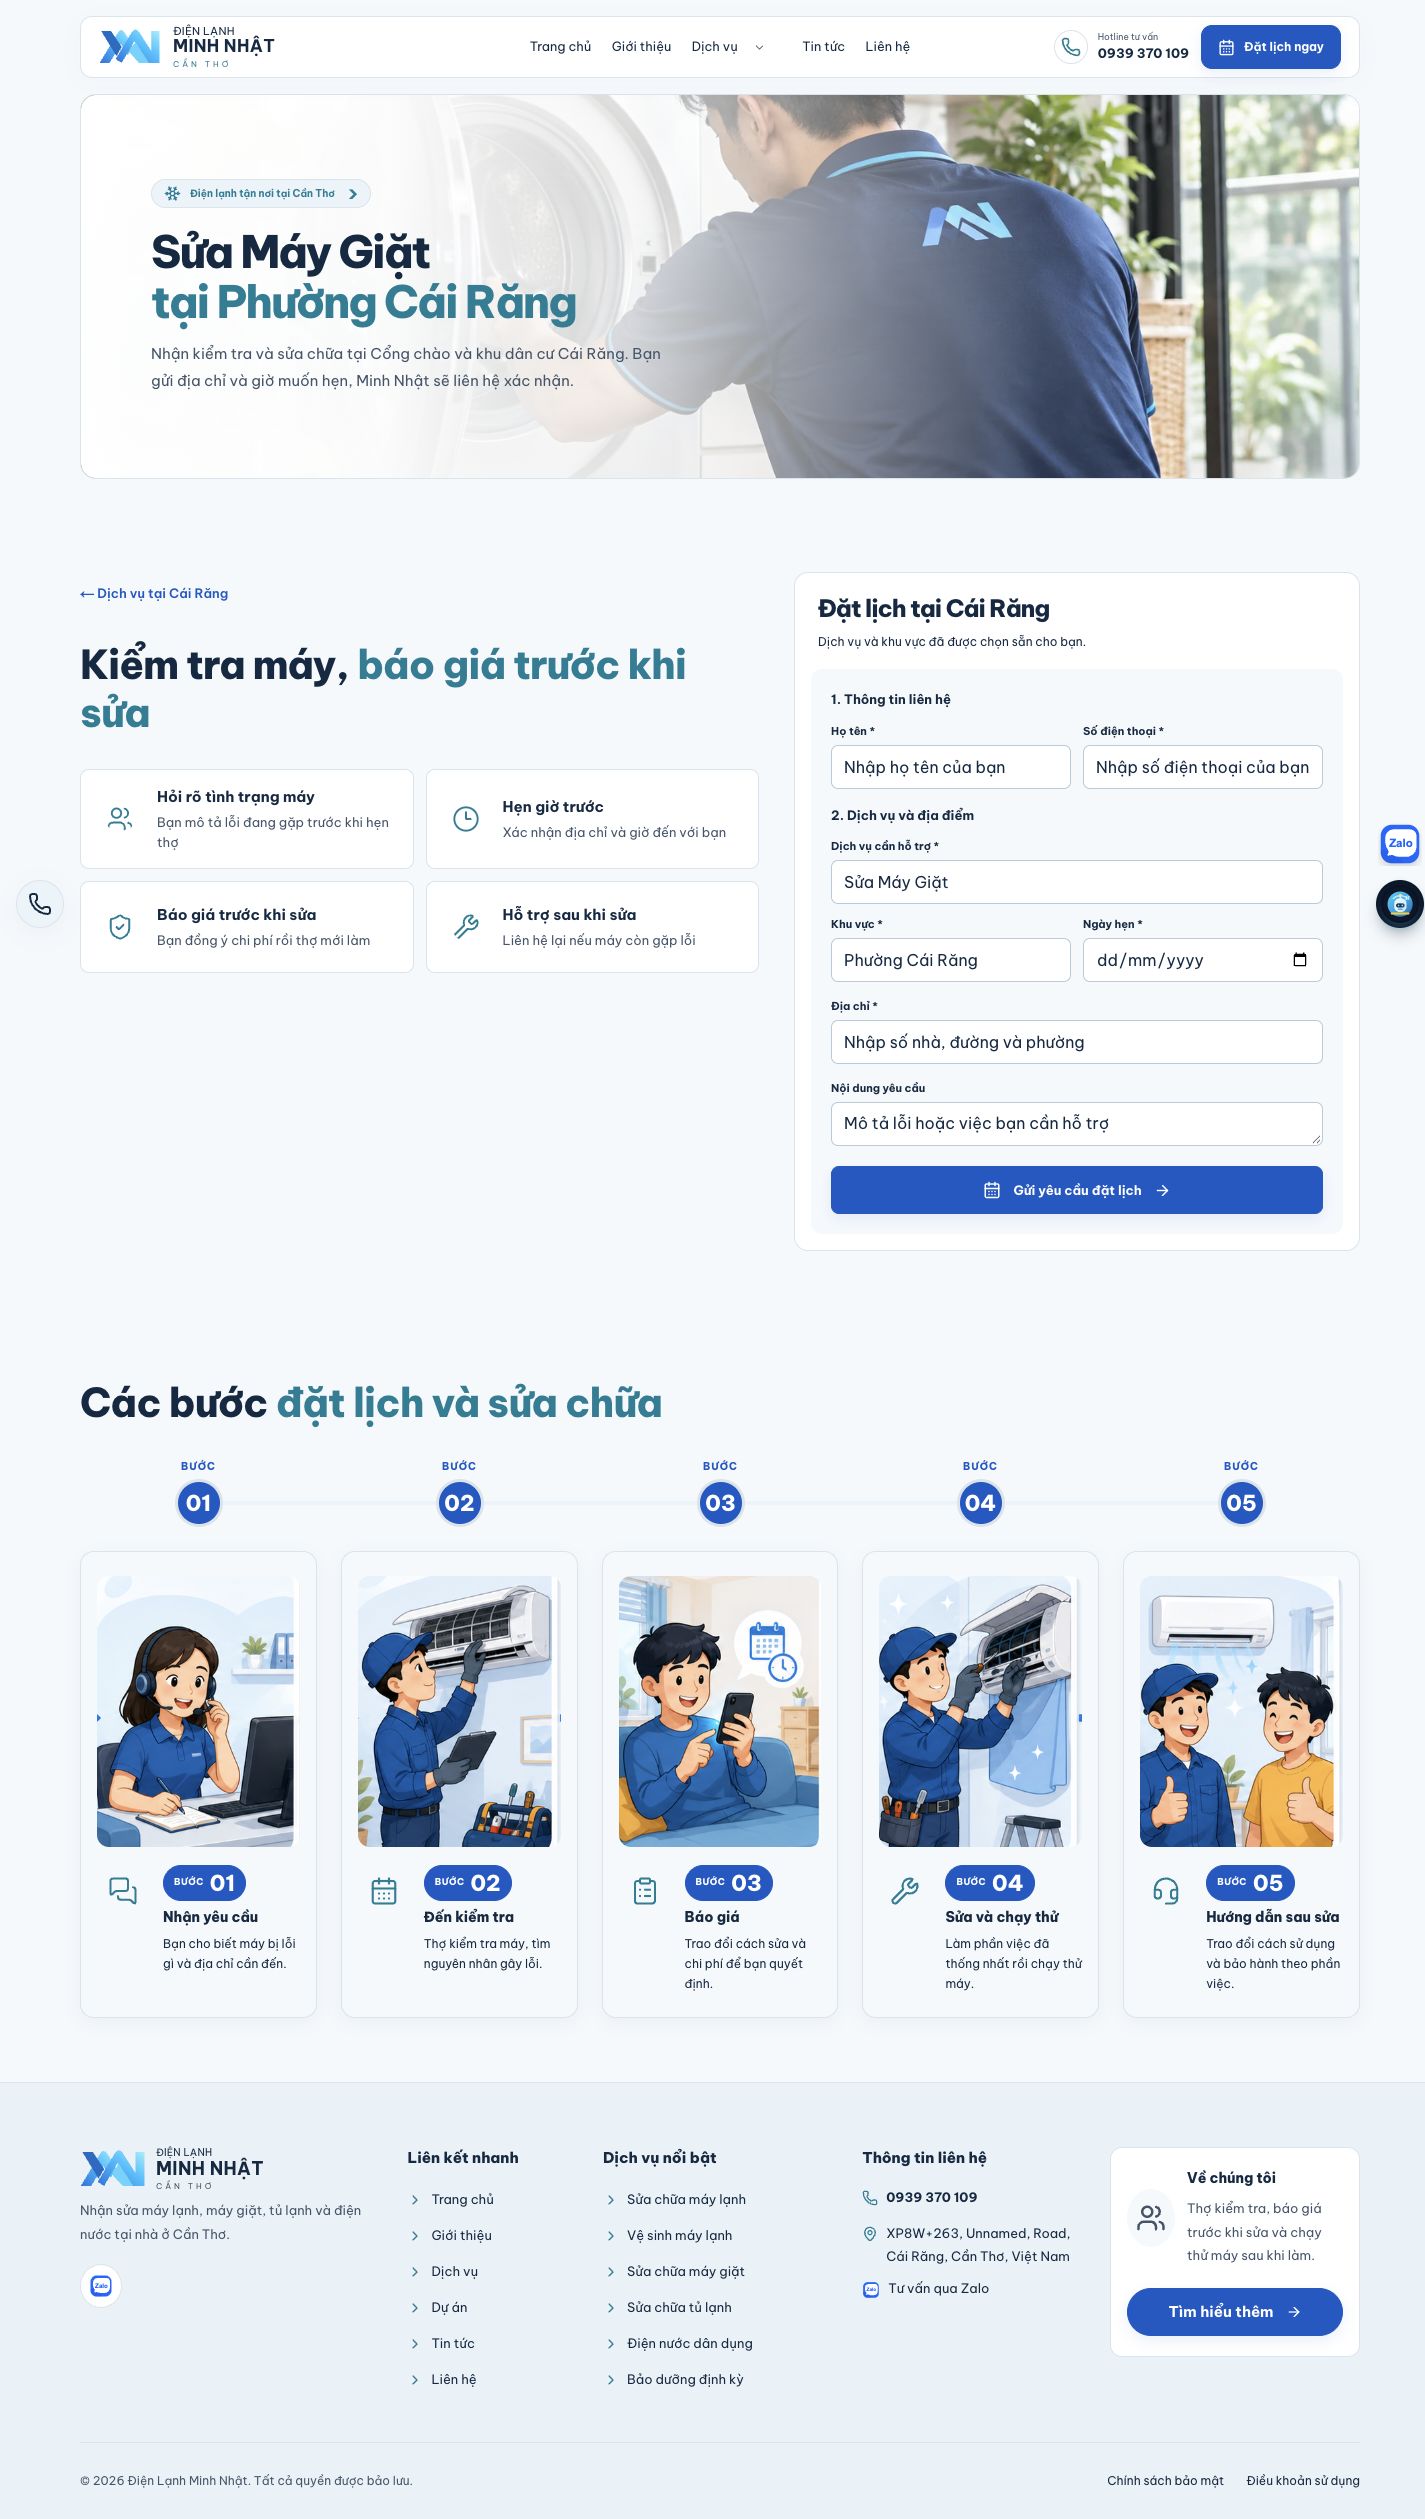 ĐIỆN LẠNH
MINH NHẬT
CẦN THƠ
Trang chủ
Giới thiệu
Dịch vụ
Tin tức
Liên hệ
Hotline tư vấn
0939 370 109
Đặt lịch ngay
Điện lạnh tận nơi tại Cần Thơ
Sửa Máy Giặt
tại Phường Cái Răng
Nhận kiểm tra và sửa chữa tại Cổng chào và khu dân cư Cái Răng. Bạn
gửi địa chỉ và giờ muốn hẹn, Minh Nhật sẽ liên hệ xác nhận.
← Dịch vụ tại Cái Răng
Kiểm tra máy, báo giá trước khi
sửa
Hỏi rõ tình trạng máy
Bạn mô tả lỗi đang gặp trước khi hẹn
thợ
Hẹn giờ trước
Xác nhận địa chỉ và giờ đến với bạn
Báo giá trước khi sửa
Bạn đồng ý chi phí rồi thợ mới làm
Hỗ trợ sau khi sửa
Liên hệ lại nếu máy còn gặp lỗi
Đặt lịch tại Cái Răng
Dịch vụ và khu vực đã được chọn sẵn cho bạn.
1. Thông tin liên hệ
Họ tên *
Số điện thoại *
Nhập họ tên của bạn
Nhập số điện thoại của bạn
2. Dịch vụ và địa điểm
Dịch vụ cần hỗ trợ *
Sửa Máy Giặt
Khu vực *
Ngày hẹn *
Phường Cái Răng
dd/mm/yyyy
Địa chỉ *
Nhập số nhà, đường và phường
Nội dung yêu cầu
Mô tả lỗi hoặc việc bạn cần hỗ trợ
Gửi yêu cầu đặt lịch
Zalo
Các bước đặt lịch và sửa chữa
BƯỚC
01
BƯỚC
02
BƯỚC
03
BƯỚC
04
BƯỚC
05
BƯỚC 01
Nhận yêu cầu
Bạn cho biết máy bị lỗi
gì và địa chỉ cần đến.
BƯỚC 02
Đến kiểm tra
Thợ kiểm tra máy, tìm
nguyên nhân gây lỗi.
BƯỚC 03
Báo giá
Trao đổi cách sửa và
chi phí để bạn quyết
định.
BƯỚC 04
Sửa và chạy thử
Làm phần việc đã
thống nhất rồi chạy thử
máy.
BƯỚC 05
Hướng dẫn sau sửa
Trao đổi cách sử dụng
và bảo hành theo phần
việc.
ĐIỆN LẠNH
MINH NHẬT
CẦN THƠ
Nhận sửa máy lạnh, máy giặt, tủ lạnh và điện
nước tại nhà ở Cần Thơ.
Zalo
Liên kết nhanh
Trang chủ
Giới thiệu
Dịch vụ
Dự án
Tin tức
Liên hệ
Dịch vụ nổi bật
Sửa chữa máy lạnh
Vệ sinh máy lạnh
Sửa chữa máy giặt
Sửa chữa tủ lạnh
Điện nước dân dụng
Bảo dưỡng định kỳ
Thông tin liên hệ
0939 370 109
XP8W+263, Unnamed, Road,
Cái Răng, Cần Thơ, Việt Nam
Zalo
Tư vấn qua Zalo
Về chúng tôi
Thợ kiểm tra, báo giá
trước khi sửa và chạy
thử máy sau khi làm.
Tìm hiểu thêm
© 2026 Điện Lạnh Minh Nhật. Tất cả quyền được bảo lưu.
Chính sách bảo mật
Điều khoản sử dụng